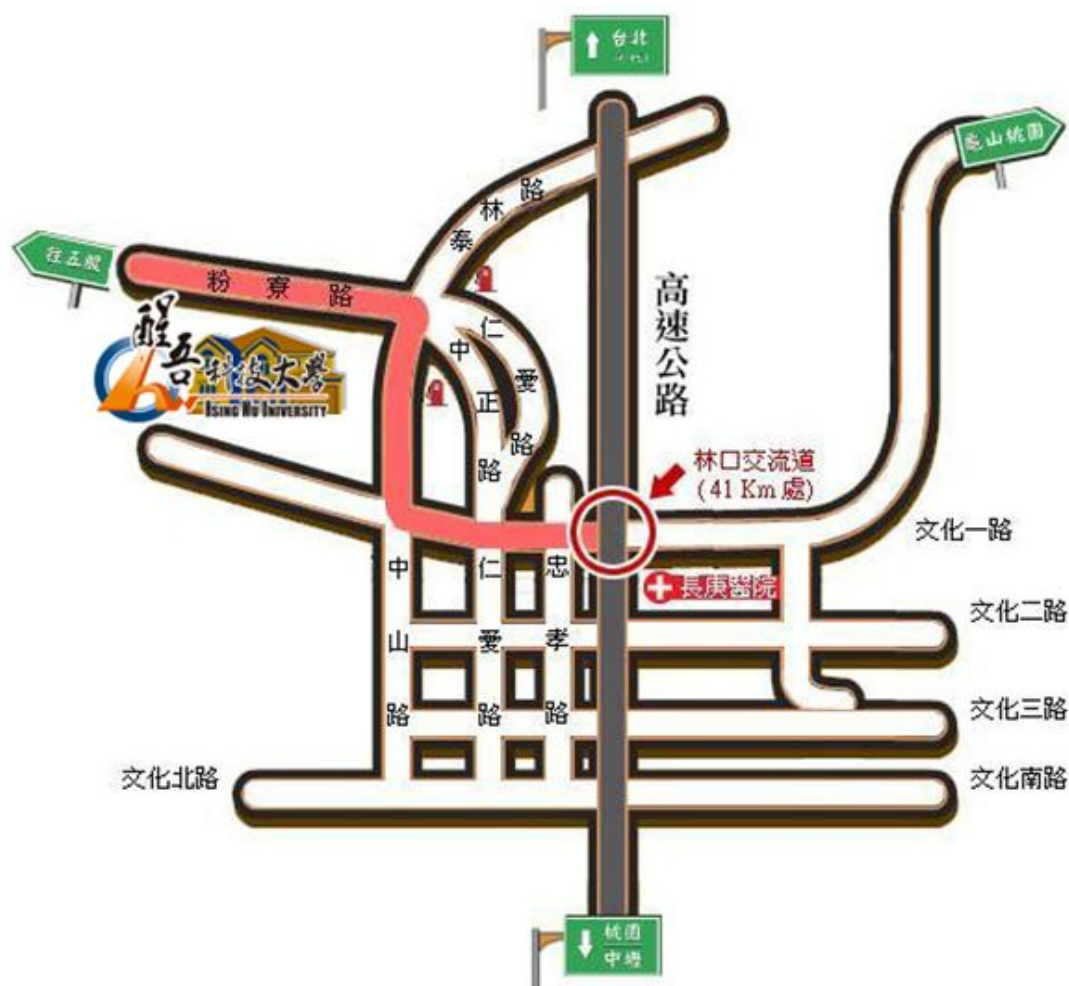 台北
龜山桃園
泰林路
往五股
粉寮路
仁愛路
中正路
高速公路
醒吾科技大學
HSING WU UNIVERSITY
林口交流道
(41 Km 處)
文化一路
中山路
仁愛路
忠孝路
長庚醫院
文化二路
文化三路
文化北路
文化南路
桃園
中壢